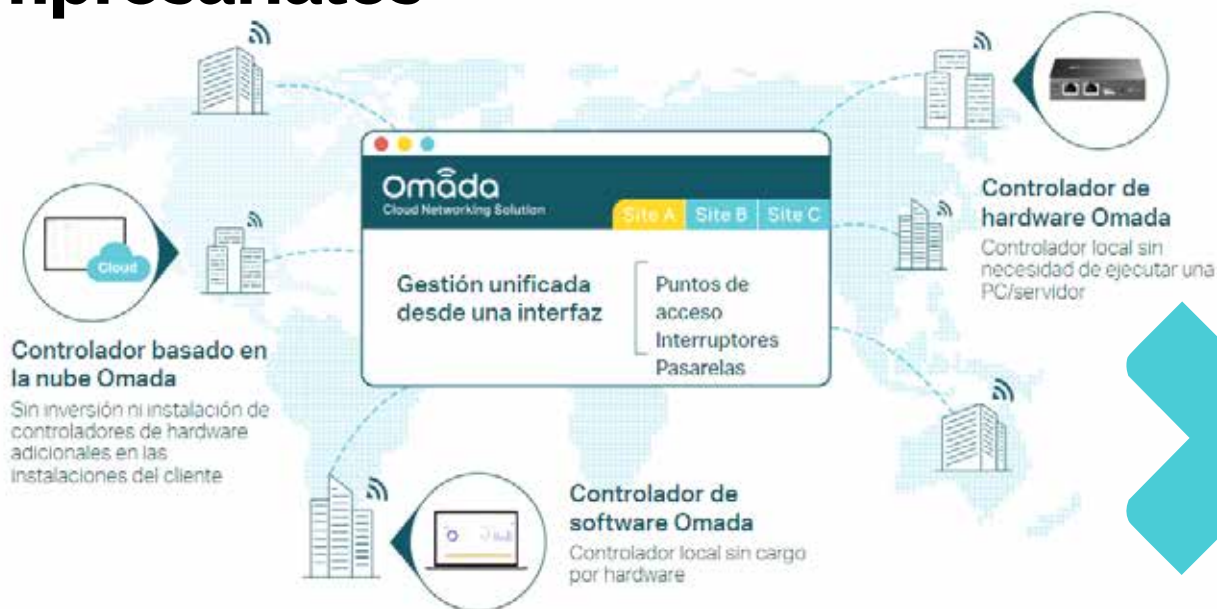 Omada
Cloud Networking Solution
Site A Site B Site C
Gestión unificada
desde una interfaz
Puntos de
acceso
Interruptores
Pasarelas
Controlador de
hardware Omada
Controlador local sin
necesidad de ejecutar una
PC/servidor
Cloud
Controlador basado en
la nube Omada
Sin inversión ni instalación de
controladores de hardware
adicionales en las
instalaciones del cliente
Controlador de
software Omada
Controlador local sin cargo
por hardware